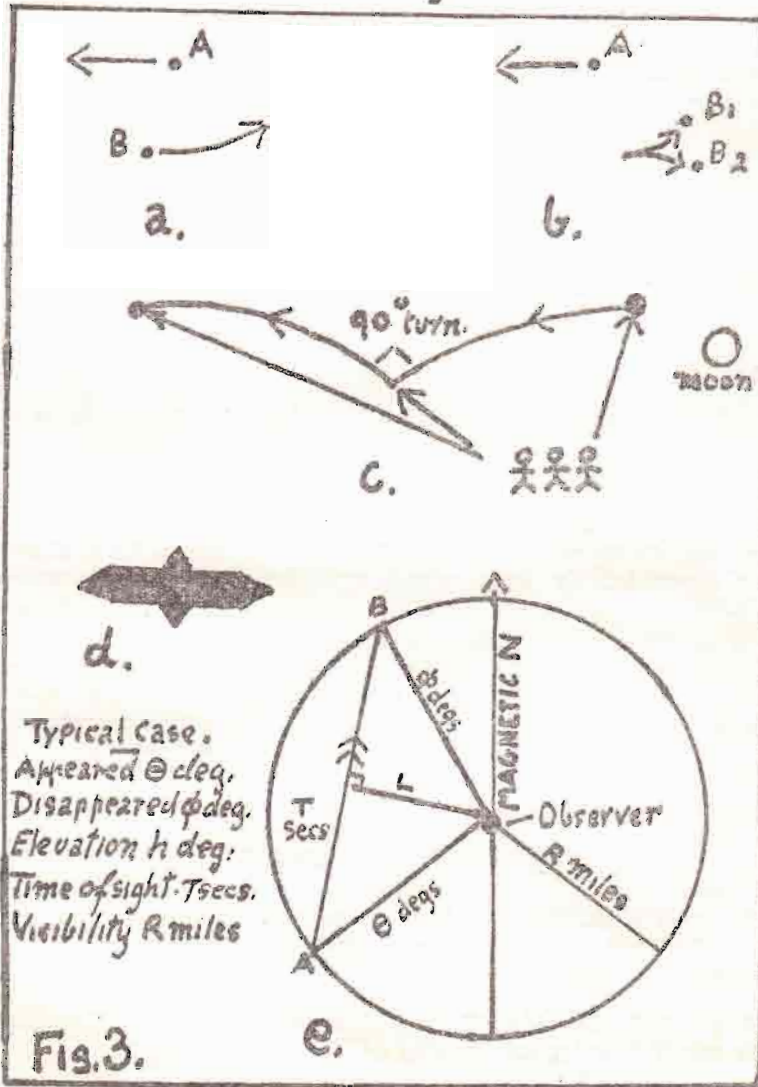 A
B
a.
A
B1
B2
b.
90° turn.
moon
c.
d.
B
MAGNETIC N
φ degs
T
secs
L
Observer
R miles
θ degs
A
Typical case.
Appeared θ deg.
Disappeared φ deg.
Elevation h deg.
Time of sight-Tsecs.
Visibility R miles
Fig.3.
e.